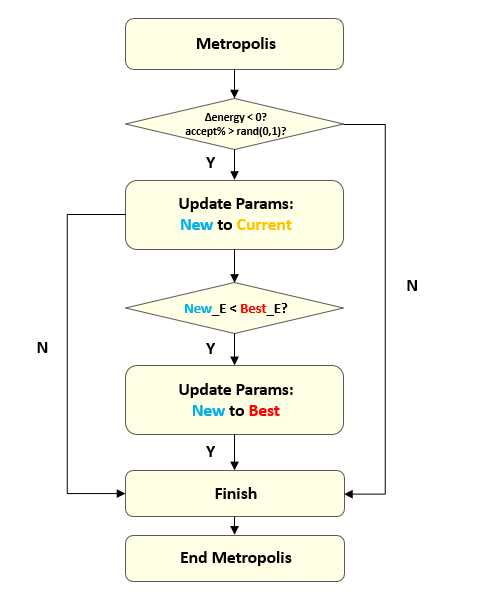 Metropolis
Δenergy < 0?
accept% > rand(0,1)?
Y
Update Params:
New to Current
N
New_E < Best_E?
N
Y
Update Params:
New to Best
Y
Finish
End Metropolis